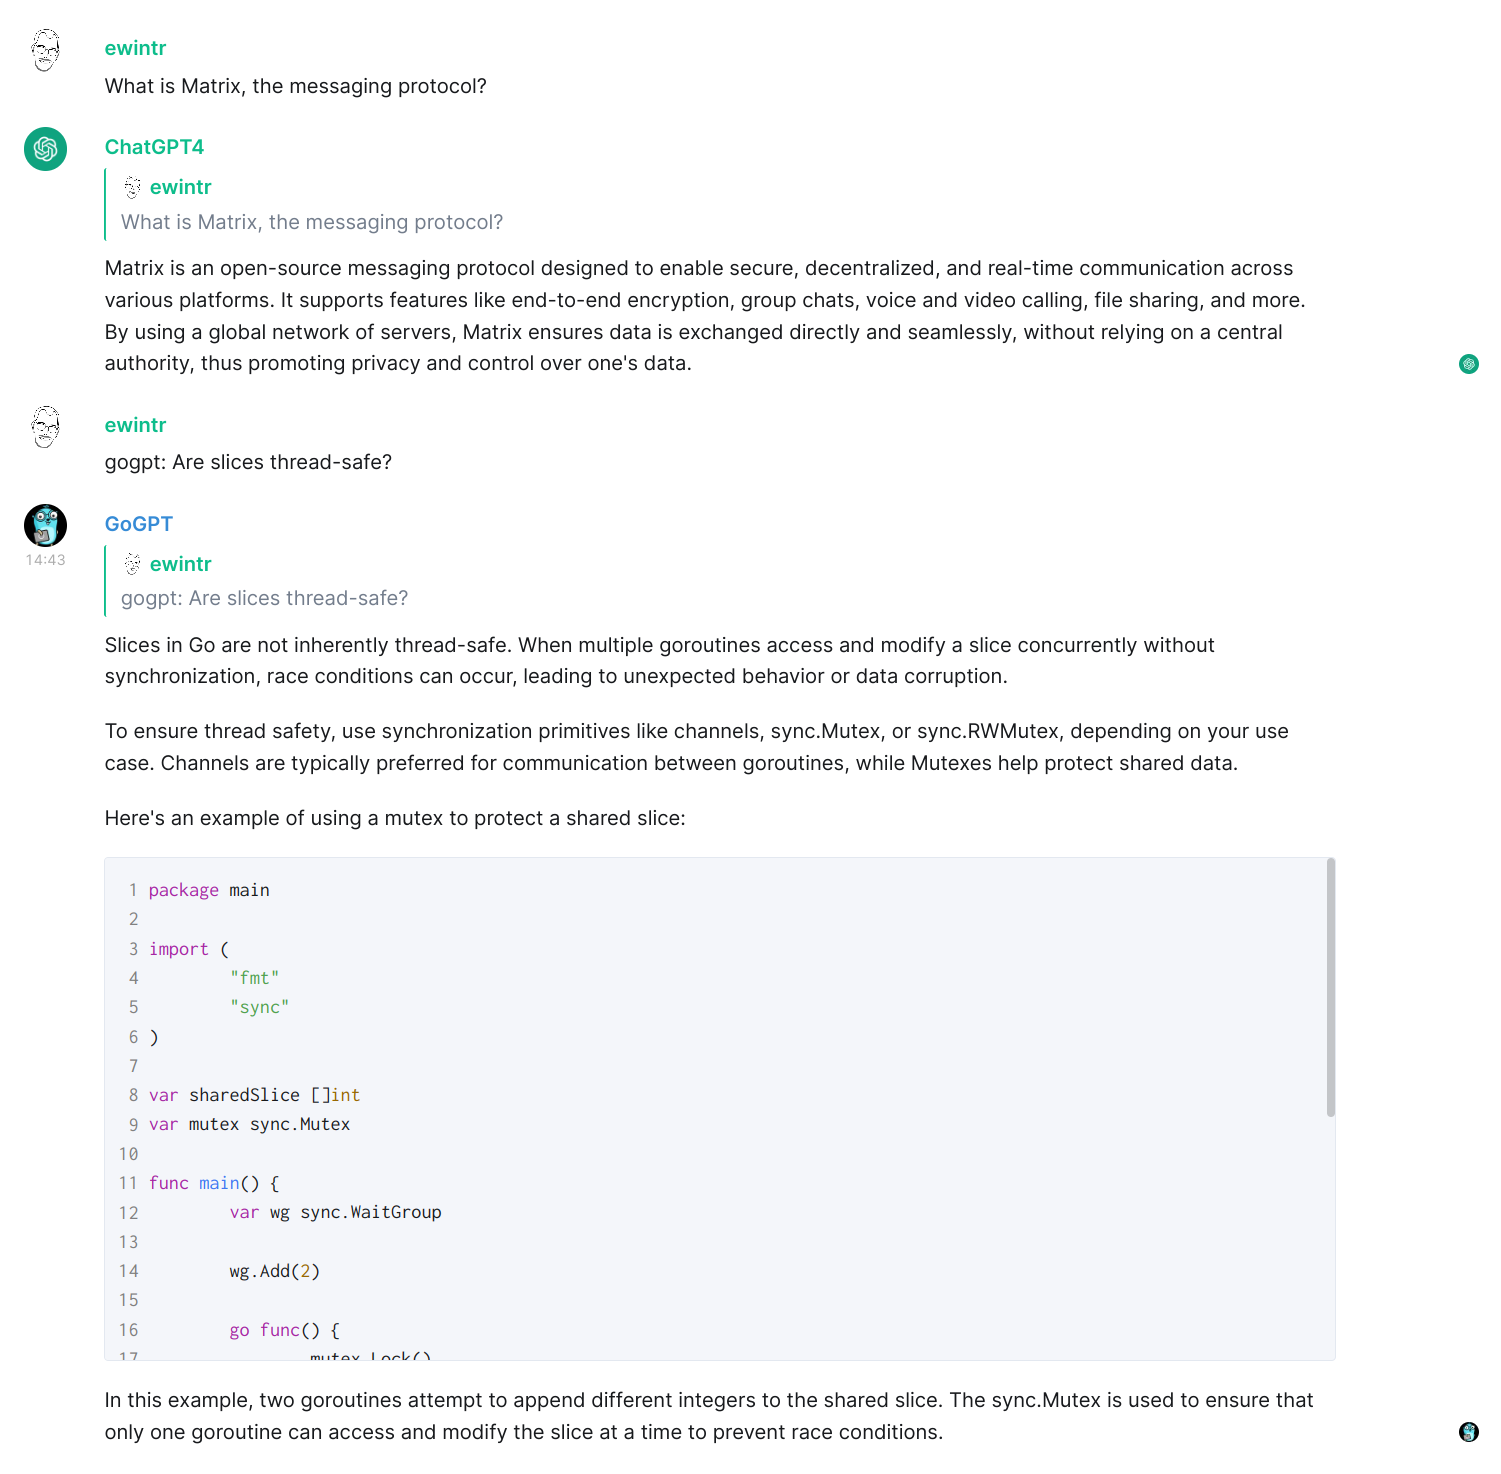 ewintr
What is Matrix, the messaging protocol?
ChatGPT4
ewintr
What is Matrix, the messaging protocol?
Matrix is an open-source messaging protocol designed to enable secure, decentralized, and real-time communication across
various platforms. It supports features like end-to-end encryption, group chats, voice and video calling, file sharing, and more.
By using a global network of servers, Matrix ensures data is exchanged directly and seamlessly, without relying on a central
authority, thus promoting privacy and control over one's data.
ewintr
gogpt: Are slices thread-safe?
GoGPT
14:43
ewintr
gogpt: Are slices thread-safe?
Slices in Go are not inherently thread-safe. When multiple goroutines access and modify a slice concurrently without
synchronization, race conditions can occur, leading to unexpected behavior or data corruption.
To ensure thread safety, use synchronization primitives like channels, sync.Mutex, or sync.RWMutex, depending on your use
case. Channels are typically preferred for communication between goroutines, while Mutexes help protect shared data.
Here's an example of using a mutex to protect a shared slice:
1 package main
2
3 import (
4         "fmt"
5         "sync"
6 )
7
8 var sharedSlice []int
9 var mutex sync.Mutex
10
11 func main() {
12         var wg sync.WaitGroup
13
14         wg.Add(2)
15
16         go func() {
17                 mutex.Lock()
In this example, two goroutines attempt to append different integers to the shared slice. The sync.Mutex is used to ensure that
only one goroutine can access and modify the slice at a time to prevent race conditions.